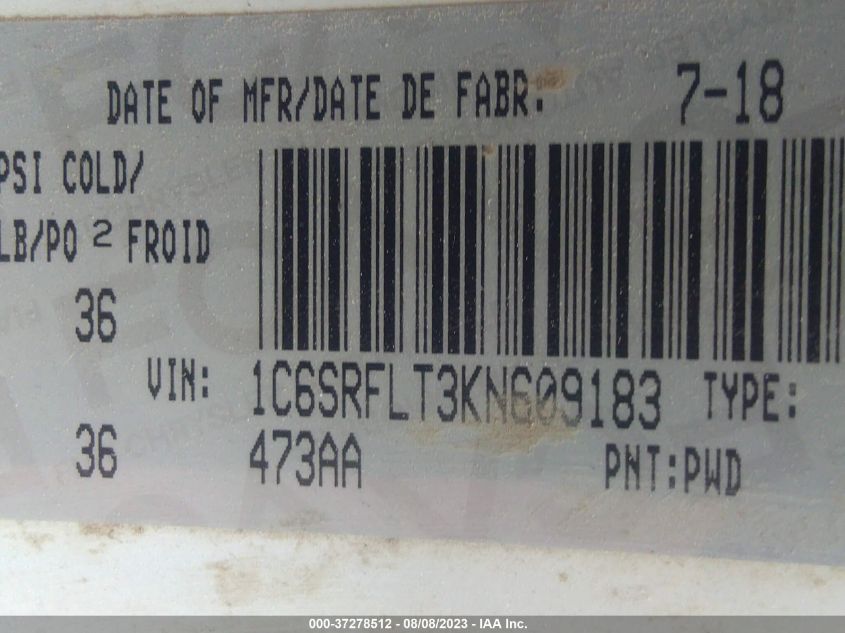 DATE OF MFR/DATE DE FABR. 7-18
PSI COLD/
LB/PO 2 FROID
36
VIN: 1C6SRFLT3KN609183 TYPE:
36 473AA PNT:PWD
000-37278512 - 08/08/2023 - IAA Inc.